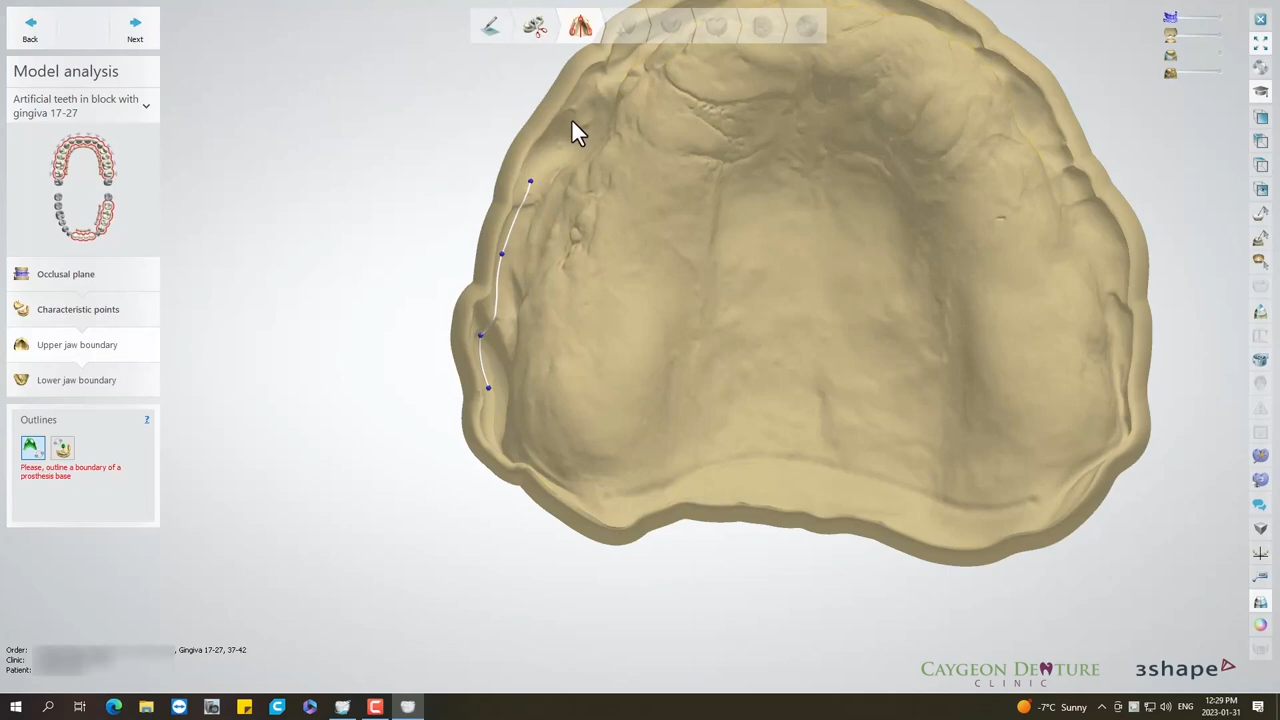 Back
Next
Model analysis
Artificial teeth in block with
gingiva 17-27
Occlusal plane
Characteristic points
Upper jaw boundary
Lower jaw boundary
Outlines
?
Please, outline a boundary of a
prosthesis base
Order:
, Gingiva 17-27, 37-42
Clinic:
Patient:
CAYGEON DENTURE
CLINIC
3shape
-7°C Sunny
ENG
12:29 PM
2023-01-31